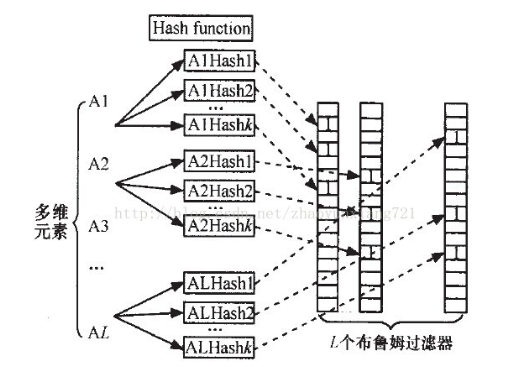 Hash function
A1Hash1
A1Hash2
...
A1Hashk
A2Hash1
A2Hash2
...
A2Hashk
ALHash1
ALHash2
...
ALHashk
A1
A2
A3
...
AL
多维
元素
...
L个布鲁姆过滤器